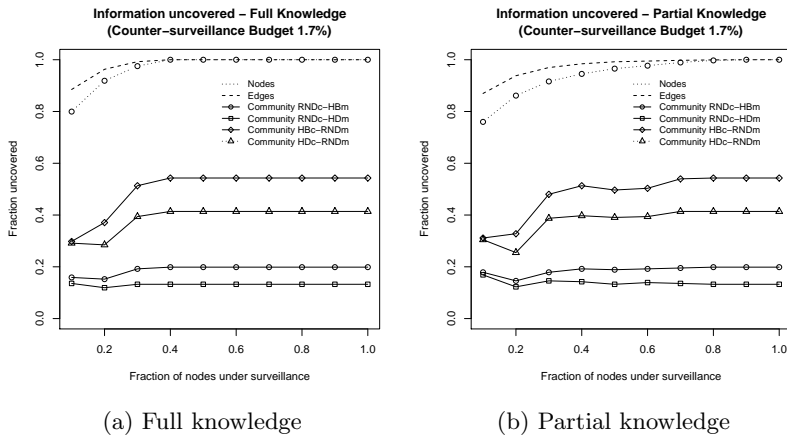 Information uncovered − Full Knowledge
(Counter−surveillance Budget 1.7%)
Fraction uncovered
1.0
0.8
0.6
0.4
0.2
0.0
Nodes
Edges
Community RNDc−HBm
Community RNDc−HDm
Community HBc−RNDm
Community HDc−RNDm
0.2
0.4
0.6
0.8
1.0
Fraction of nodes under surveillance
(a) Full knowledge
Information uncovered − Partial Knowledge
(Counter−surveillance Budget 1.7%)
Fraction uncovered
1.0
0.8
0.6
0.4
0.2
0.0
Nodes
Edges
Community RNDc−HBm
Community RNDc−HDm
Community HBc−RNDm
Community HDc−RNDm
0.2
0.4
0.6
0.8
1.0
Fraction of nodes under surveillance
(b) Partial knowledge